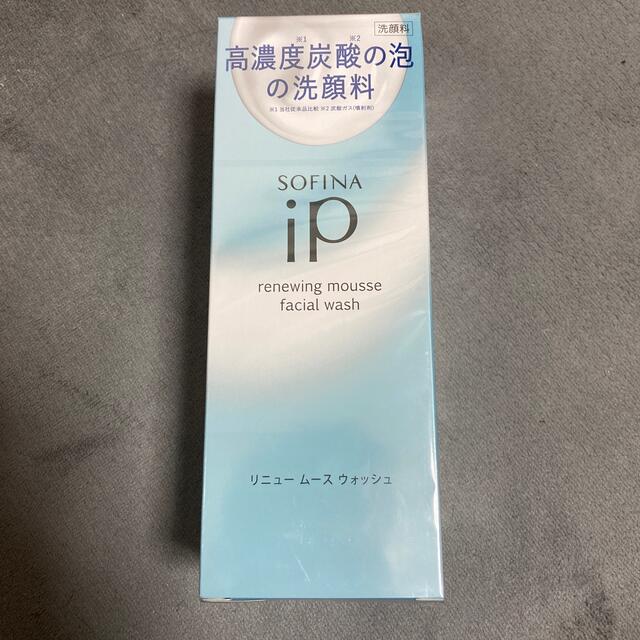 洗顔料
※1 ※2
高濃度炭酸の泡
の洗顔料
※1 当社従来品比較 ※2 炭酸ガス(噴射剤)
SOFINA
iP
renewing mousse
facial wash
リニュー ムース ウォッシュ